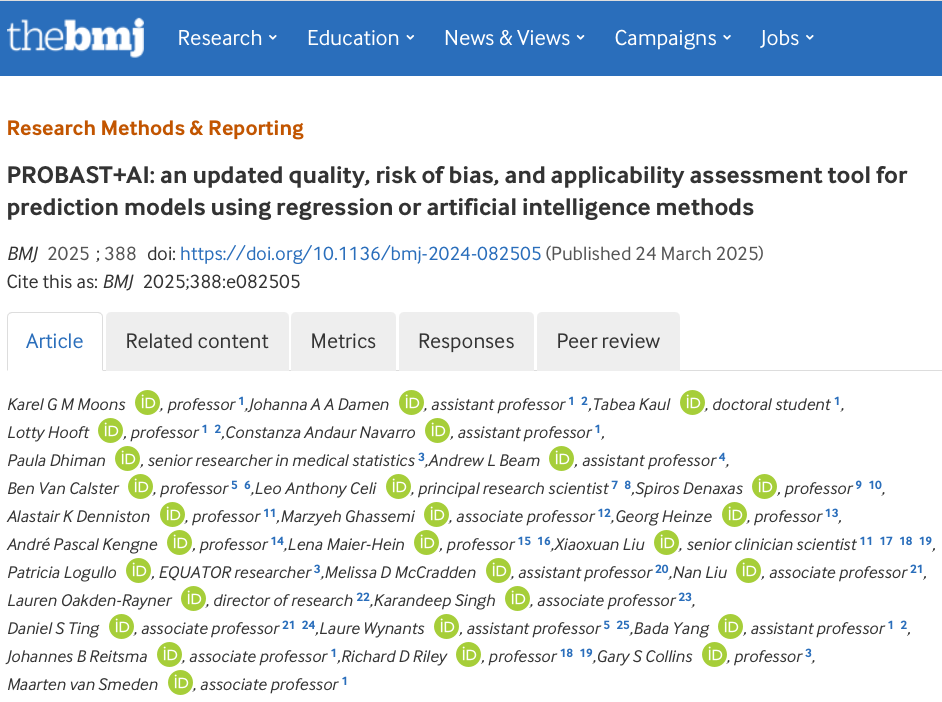 thebmj Research Education News & Views Campaigns Jobs
Research Methods & Reporting
PROBAST+AI: an updated quality, risk of bias, and applicability assessment tool for
prediction models using regression or artificial intelligence methods
BMJ 2025 ; 388 doi: https://doi.org/10.1136/bmj-2024-082505 (Published 24 March 2025)
Cite this as: BMJ 2025;388:e082505
Article Related content Metrics Responses Peer review
Karel G M Moons iD, professor 1,Johanna A A Damen iD, assistant professor 1 2,Tabea Kaul iD, doctoral student 1,
Lotty Hooft iD, professor 1 2,Constanza Andaur Navarro iD, assistant professor 1,
Paula Dhiman iD, senior researcher in medical statistics 3,Andrew L Beam iD, assistant professor 4,
Ben Van Calster iD, professor 5 6,Leo Anthony Celi iD, principal research scientist 7 8,Spiros Denaxas iD, professor 9 10,
Alastair K Denniston iD, professor 11,Marzyeh Ghassemi iD, associate professor 12,Georg Heinze iD, professor 13,
André Pascal Kengne iD, professor 14,Lena Maier-Hein iD, professor 15 16,Xiaoxuan Liu iD, senior clinician scientist 11 17 18 19,
Patricia Logullo iD, EQUATOR researcher 3,Melissa D McCradden iD, assistant professor 20,Nan Liu iD, associate professor 21,
Lauren Oakden-Rayner iD, director of research 22,Karandeep Singh iD, associate professor 23,
Daniel S Ting iD, associate professor 21 24,Laure Wynants iD, assistant professor 5 25,Bada Yang iD, assistant professor 1 2,
Johannes B Reitsma iD, associate professor 1,Richard D Riley iD, professor 18 19,Gary S Collins iD, professor 3,
Maarten van Smeden iD, associate professor 1